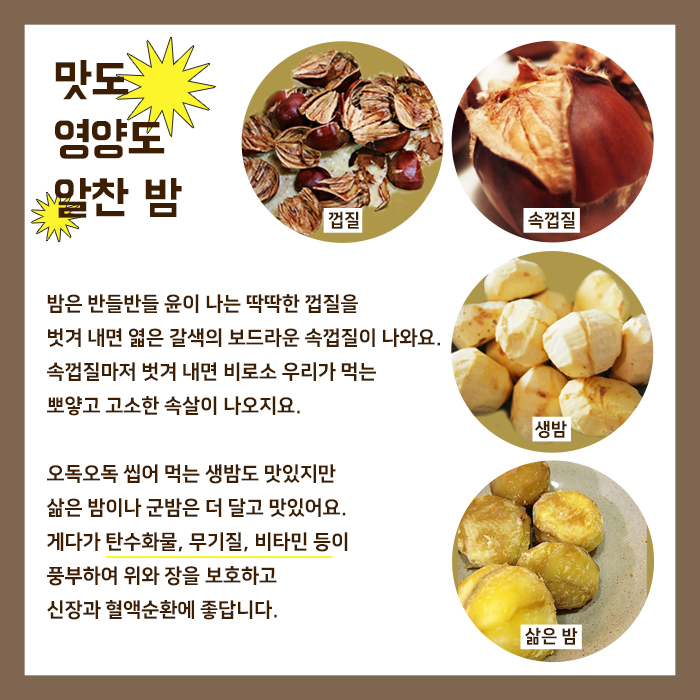 맛도
영양도
알찬 밤
껍질
속껍질
밤은 반들반들 윤이 나는 딱딱한 껍질을
벗겨 내면 엷은 갈색의 보드라운 속껍질이 나와요.
속껍질마저 벗겨 내면 비로소 우리가 먹는
뽀얗고 고소한 속살이 나오지요.
생밤
오독오독 씹어 먹는 생밤도 맛있지만
삶은 밤이나 군밤은 더 달고 맛있어요.
게다가 탄수화물, 무기질, 비타민 등이
풍부하여 위와 장을 보호하고
신장과 혈액순환에 좋답니다.
삶은 밤